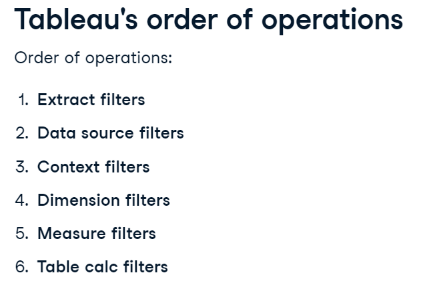 Tableau's order of operations
Order of operations:
1. Extract filters
2. Data source filters
3. Context filters
4. Dimension filters
5. Measure filters
6. Table calc filters